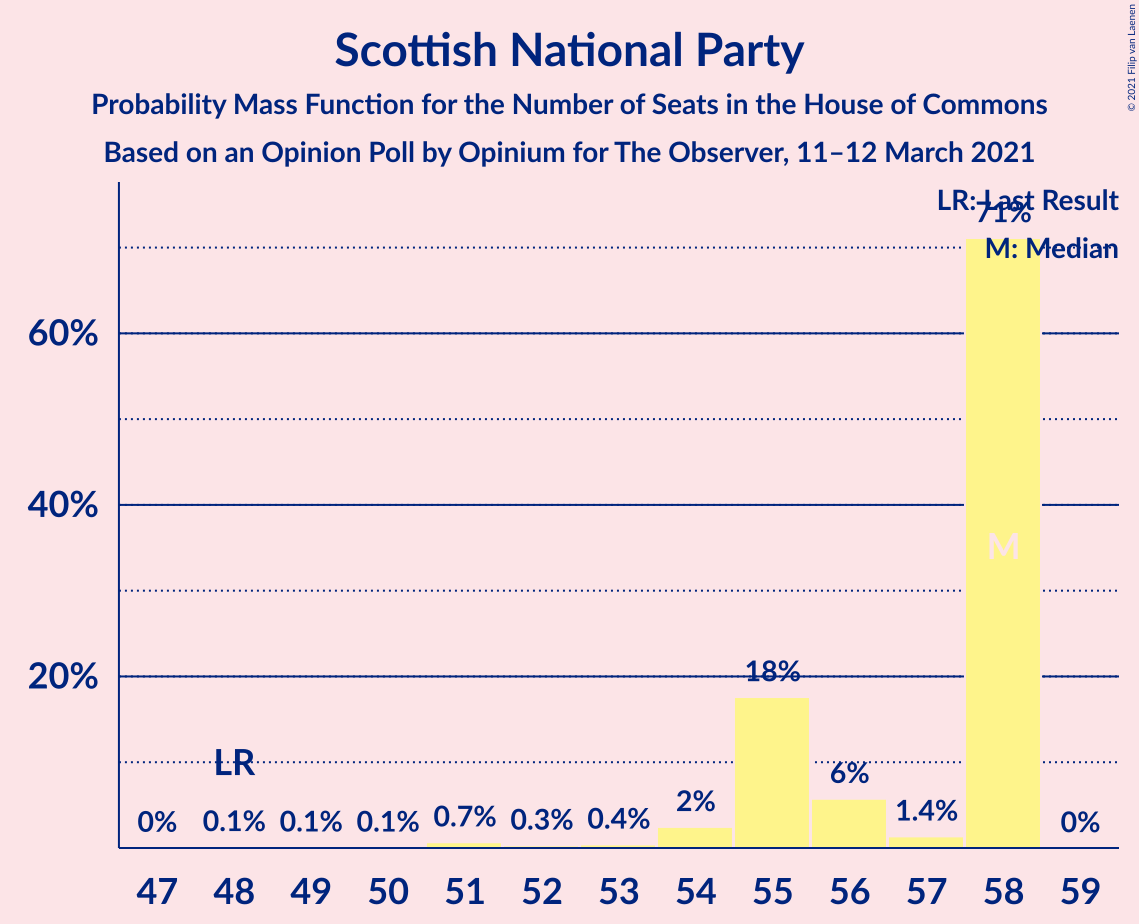 Scottish National Party
Probability Mass Function for the Number of Seats in the House of Commons
Based on an Opinion Poll by Opinium for The Observer, 11–12 March 2021
© 2021 Filip van Laenen
LR: Last Result
M: Median
71%
60%
40%
20%
M
LR
0%
0.1%
0.1%
0.1%
0.7%
0.3%
0.4%
2%
18%
6%
1.4%
0%
47 48 49 50 51 52 53 54 55 56 57 58 59